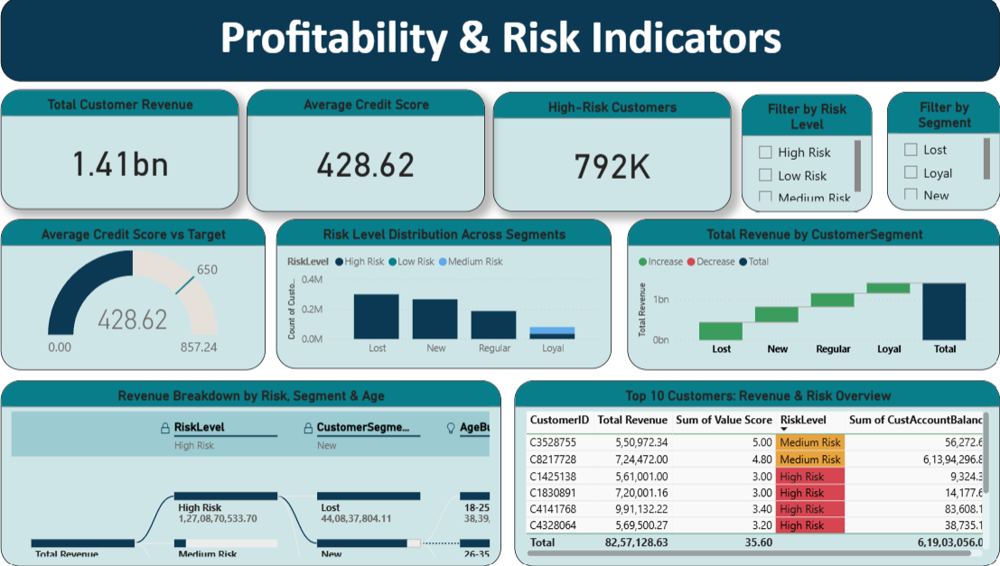 Profitability & Risk Indicators
Total Customer Revenue
1.41bn
Average Credit Score
428.62
High-Risk Customers
792K
Filter by Risk
Level
High Risk
Low Risk
Medium Risk
Filter by
Segment
Lost
Loyal
New
Average Credit Score vs Target
650
428.62
0.00
857.24
Risk Level Distribution Across Segments
RiskLevel High Risk Low Risk Medium Risk
Count of Custo...
0.4M
0.2M
0.0M
Lost New Regular Loyal
Total Revenue by CustomerSegment
Increase Decrease Total
Total Revenue
1bn
0bn
Lost New Regular Loyal Total
Revenue Breakdown by Risk, Segment & Age
RiskLevel CustomerSegme... AgeBu
High Risk New
High Risk Lost 18-25
1,27,08,70,533.70 44,08,37,804.11 38,39,
Total Revenue Medium Risk New 26-35
Top 10 Customers: Revenue & Risk Overview
CustomerID Total Revenue Sum of Value Score RiskLevel Sum of CustAccountBalanc
C3528755 5,50,972.34 5.00 Medium Risk 56,272.6
C8217728 7,24,472.00 4.80 Medium Risk 6,13,94,296.8
C1425138 5,61,001.00 3.00 High Risk 9,324.3
C1830891 7,20,001.16 3.00 High Risk 14,177.6
C4141768 9,91,132.22 3.40 High Risk 83,608.1
C4328064 5,69,500.27 3.20 High Risk 38,735.1
Total 82,57,128.63 35.60 6,19,03,056.0